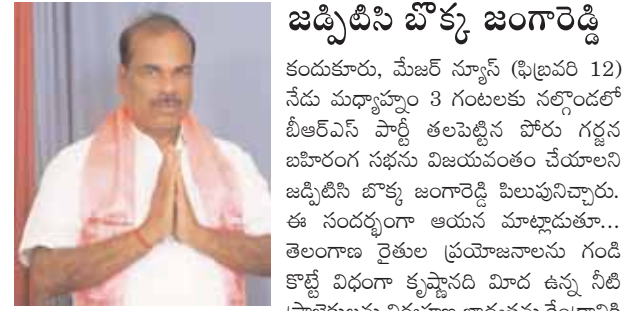 జడ్పిటిసి బొక్క జంగారెడ్డి
కందుకూరు, మేజర్ న్యూస్ (ఫిబ్రవరి 12)
నేడు మధ్యాహ్నం 3 గంటలకు నల్గొండలో
బీఆర్ఎస్ పార్టీ తలపెట్టిన పోరు గర్జన
బహిరంగ సభను విజయవంతం చేయాలని
జడ్పిటిసి బొక్క జంగారెడ్డి పిలుపునిచ్చారు.
ఈ సందర్భంగా ఆయన మాట్లాడుతూ...
తెలంగాణ రైతుల ప్రయోజనాలను గండి
కొట్టే విధంగా కృష్ణానది మీద ఉన్న నీటి